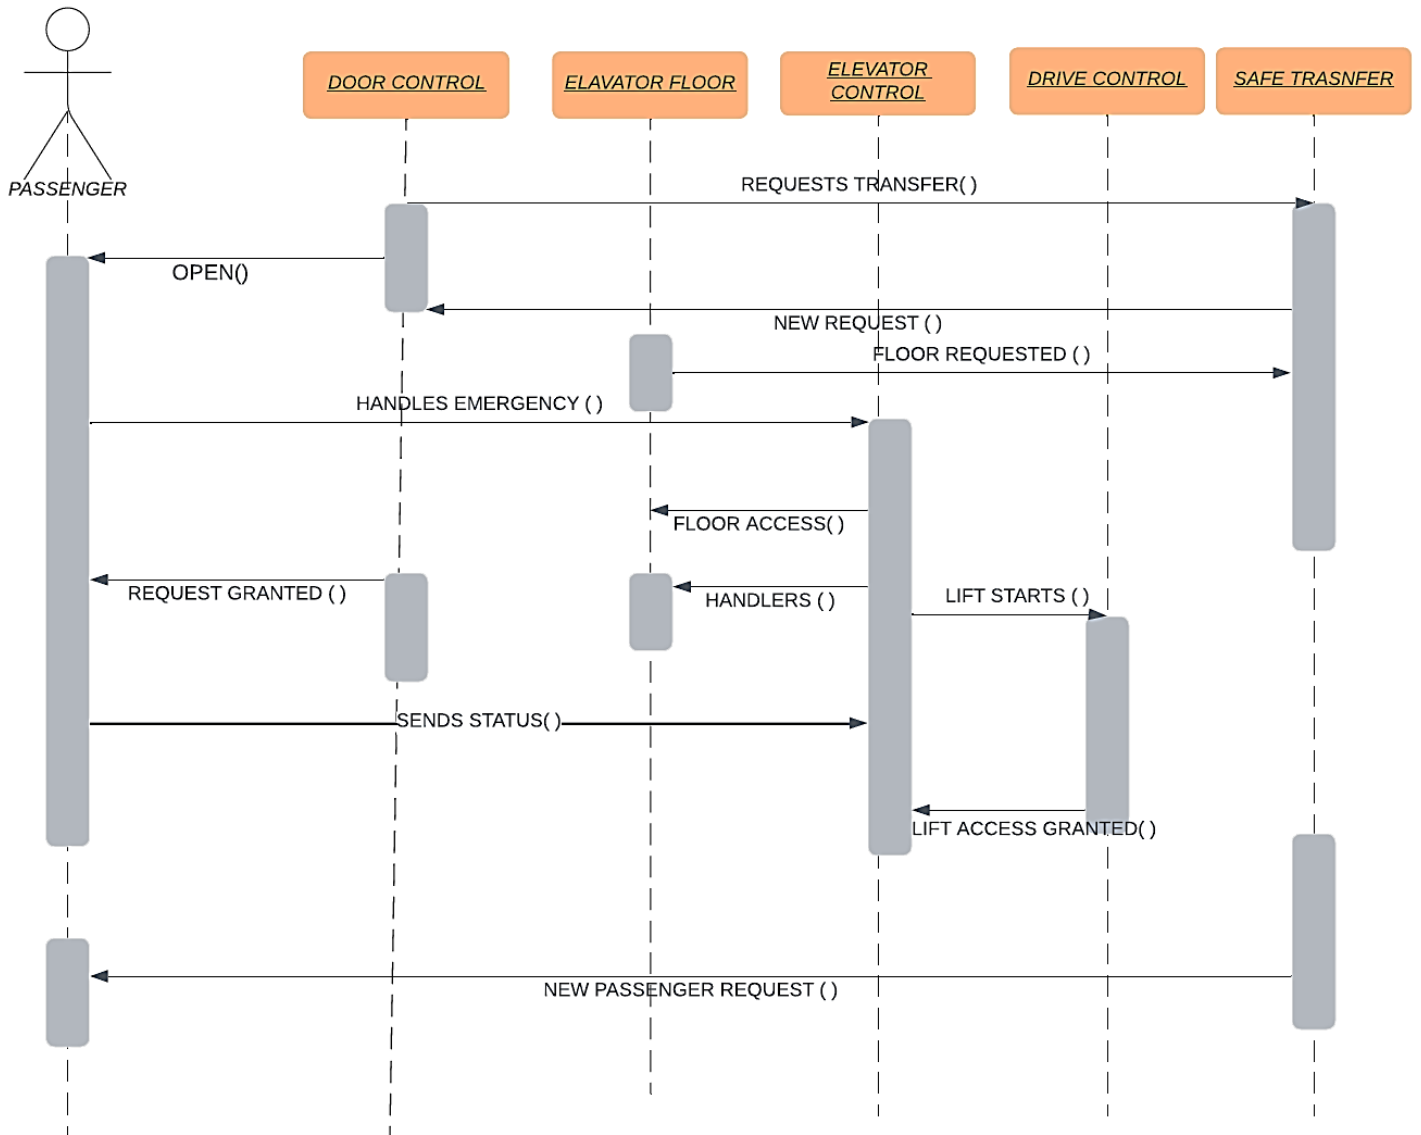 DOOR CONTROL
ELAVATOR FLOOR
ELEVATOR
CONTROL
DRIVE CONTROL
SAFE TRASNFER
PASSENGER
REQUESTS TRANSFER( )
OPEN()
NEW REQUEST ( )
FLOOR REQUESTED ( )
HANDLES EMERGENCY ( )
FLOOR ACCESS( )
REQUEST GRANTED ( )
HANDLERS ( )
LIFT STARTS ( )
SENDS STATUS( )
LIFT ACCESS GRANTED( )
NEW PASSENGER REQUEST ( )